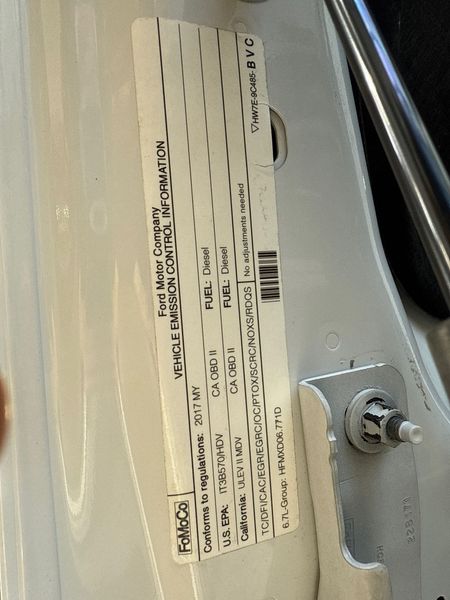 Ford Motor Company
VEHICLE EMISSION CONTROL INFORMATION
FoMoCo
Conforms to regulations: 2017 MY
U.S. EPA: IT3B570/HDV CA OBD II FUEL: Diesel
California: ULEV II MDV CA OBD II FUEL: Diesel
TC/DFI/CAC/EGR/EGRC/OC/PTOX/SCRC/NOXS/RDQS No adjustments needed
6.7L-Group: HFMXD06.771D
HW7E-9C485-BVC